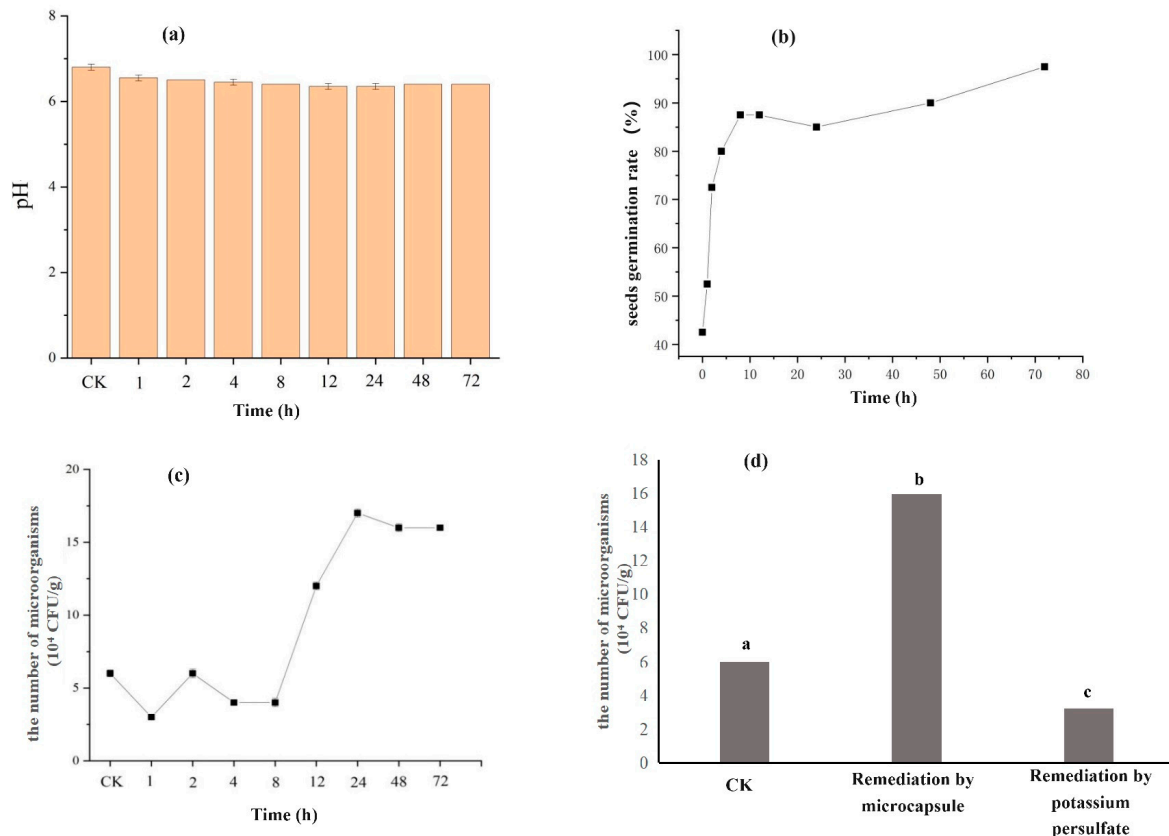 (a)
pH
8
6
4
2
0
CK 1 2 4 8 12 24 48 72
Time (h)
(b)
seeds germination rate (%)
100
90
80
70
60
50
40
0 10 20 30 40 50 60 70 80
Time (h)
(c)
the number of microorganisms
(10⁴ CFU/g)
20
15
10
5
0
CK 1 2 4 8 12 24 48 72
Time (h)
(d)
the number of microorganisms
(10⁴ CFU/g)
18
16
14
12
10
8
6
4
2
0
a
b
c
CK
Remediation by
microcapsule
Remediation by
potassium
persulfate